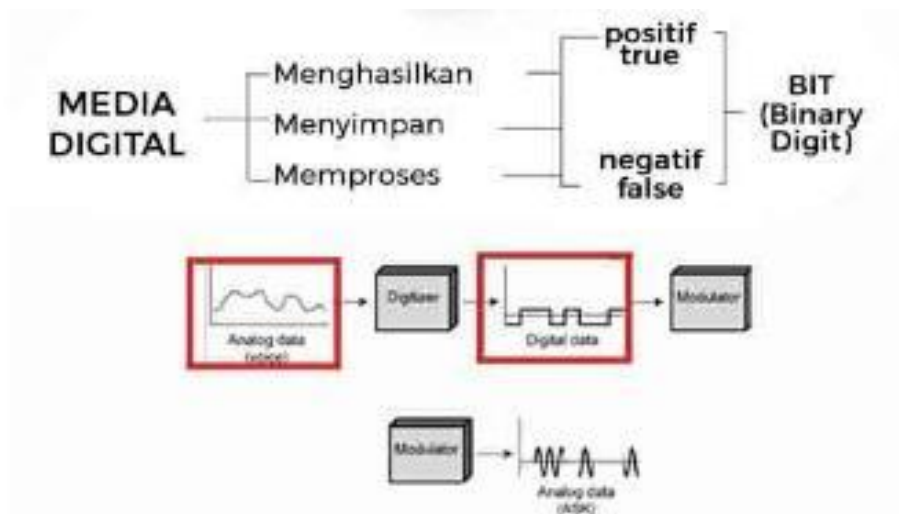 MEDIA
DIGITAL
Menghasilkan
Menyimpan
Memproses
positif
true
negatif
false
BIT
(Binary
Digit)
Analog data
(voice)
Digitizer
Digital data
Modulator
Modulator
Analog data
(ASK)